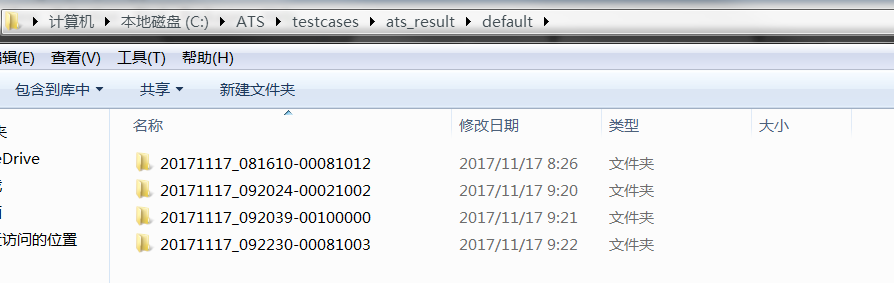 计算机 本地磁盘 (C:) ATS testcases ats_result default
编辑(E) 查看(V) 工具(T) 帮助(H)
包含到库中 共享 新建文件夹
名称 修改日期 类型 大小
夹
20171117_081610-00081012 2017/11/17 8:26 文件夹
eDrive
20171117_092024-00021002 2017/11/17 9:20 文件夹
20171117_092039-00100000 2017/11/17 9:21 文件夹
访问的位置
20171117_092230-00081003 2017/11/17 9:22 文件夹